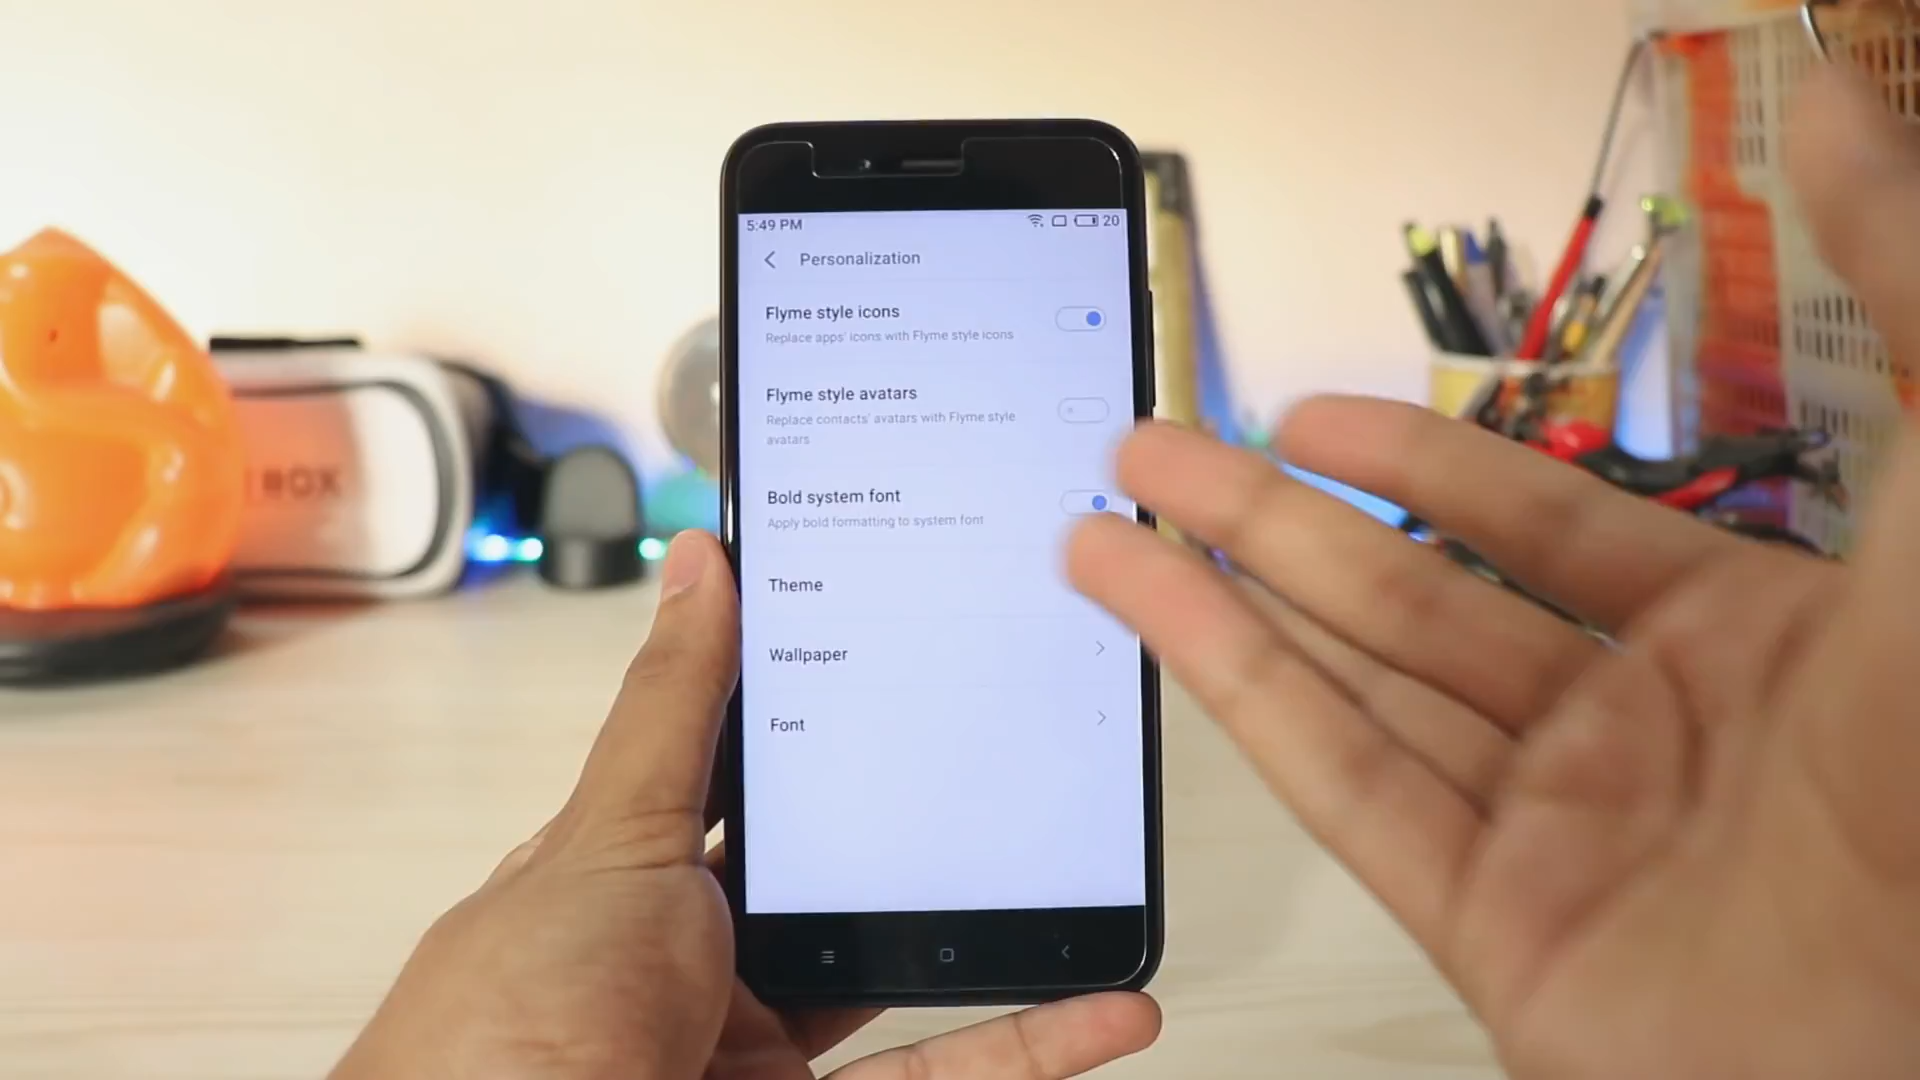 5:49 PM
20
Personalization
Flyme style icons
Replace apps' icons with Flyme style icons
Flyme style avatars
Replace contacts' avatars with Flyme style
avatars
Bold system font
Apply bold formatting to system font
Theme
Wallpaper
Font